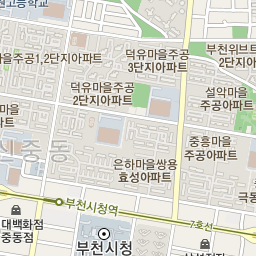 원고등학교
덕유마을주공
3단지아파트
부천위브트
2단지
마을주공1,2단지아파트
덕유마을주공
2단지아파트
설악마을
주공아파트
마을
아파트
중흥마을
주공아파트
신중동
은하마을쌍용
효성아파트
극동
부천시청역
7호선
대백화점
중동점
부천시청